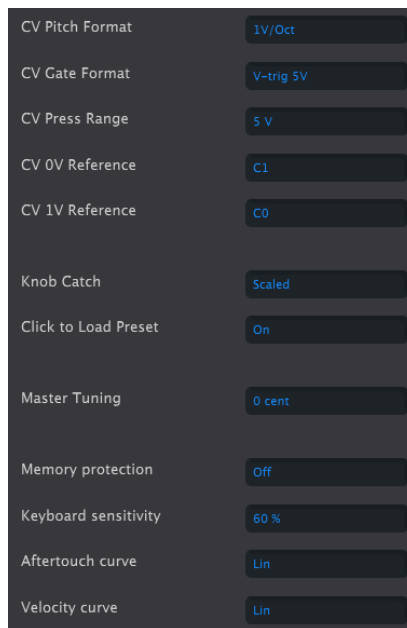 CV Pitch Format 1V/Oct
CV Gate Format V-trig 5V
CV Press Range 5 V
CV 0V Reference C1
CV 1V Reference C0
Knob Catch Scaled
Click to Load Preset On
Master Tuning 0 cent
Memory protection Off
Keyboard sensitivity 60 %
Aftertouch curve Lin
Velocity curve Lin